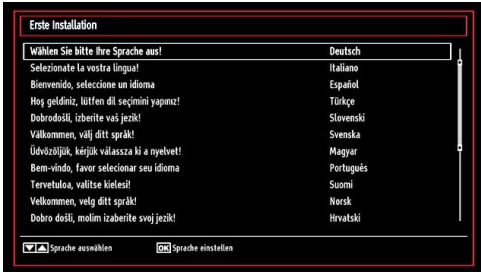 Erste Installation
Wählen Sie bitte Ihre Sprache aus! Deutsch
Selezionate la vostra lingua! Italiano
Bienvenido, seleccione un idioma Español
Hoş geldiniz, lütfen dil seçimini yapınız! Türkçe
Dobrodošli, izberite vaš jezik! Slovenski
Välkommen, välj ditt språk! Svenska
Üdvözöljük, kérjük válassza ki a nyelvet! Magyar
Bem-vindo, favor selecionar seu idioma Português
Tervetuloa, valitse kielesi! Suomi
Velkommen, velg ditt språk! Norsk
Dobro došli, molim izaberite svoj jezik! Hrvatski
Sprache auswählen OK Sprache einstellen